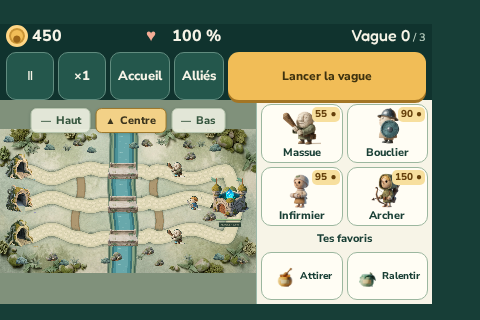 450 ♥ 100 % Vague 0 / 3
II ×1 Accueil Alliés Lancer la vague
— Haut ▲ Centre — Bas
55 • 90 •
Massue Bouclier
95 • 150 •
Infirmier Archer
Tes favoris
Attirer Ralentir